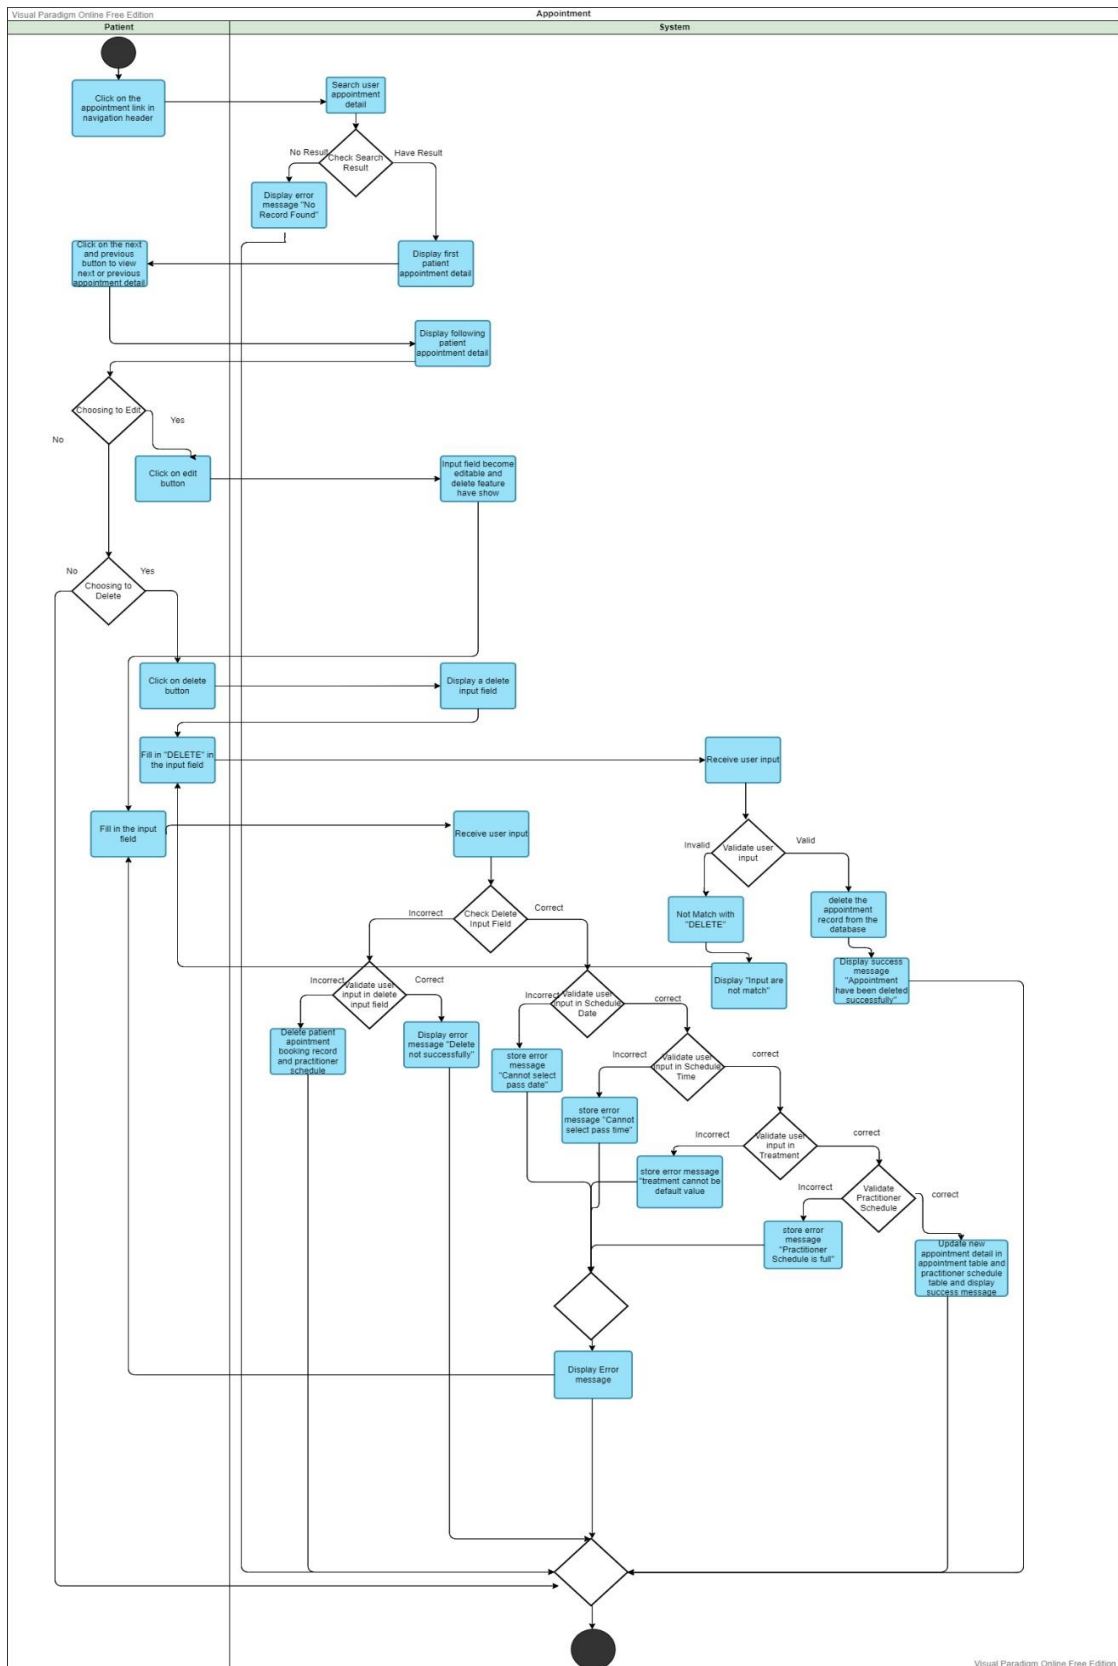 Visual Paradigm Online Free Edition
Appointment
Patient
System
Click on the
appointment link in
navigation header
Search user
appointment
detail
No Result
Check Search
Result
Have Result
Display error
message "No
Record Found"
Click on the next
and previous
button to view
next or previous
appointment detail
Display first
patient
appointment detail
Display following
patient
appointment detail
Choosing to Edit
Yes
No
Click on edit
button
Input field become
editable and
delete feature
have show
No
Yes
Choosing to
Delete
Click on delete
button
Display a delete
input field
Fill in "DELETE" in
the input field
Receive user input
Fill in the input
field
Receive user input
Invalid
Validate user
input
Valid
Incorrect
Check Delete
Input Field
Correct
Not Match with
"DELETE"
delete the
appointment
record from the
database
Incorrect
Validate user
input in delete
input field
Correct
Display "Input are
not match"
Display success
message
"Appointment
have been deleted
successfully"
Incorrect
Validate user
input in Schedule
Date
correct
Delete patient
apointment
booking record
and practitioner
schedule
Display error
message "Delete
not successfully"
store error
message
"Cannot select
pass date"
Incorrect
Validate user
input in Schedule
Time
correct
store error
message "Cannot
select pass time"
Incorrect
Validate user
input in
Treatment
correct
store error message
"treatment cannot be
default value
Incorrect
Validate
Practitioner
Schedule
correct
store error
message
"Practitioner
Schedule is full"
Update new
appointment detail in
appointment table and
practitioner schedule
table and display
success message
Display Error
message
Visual Paradigm Online Free Edition